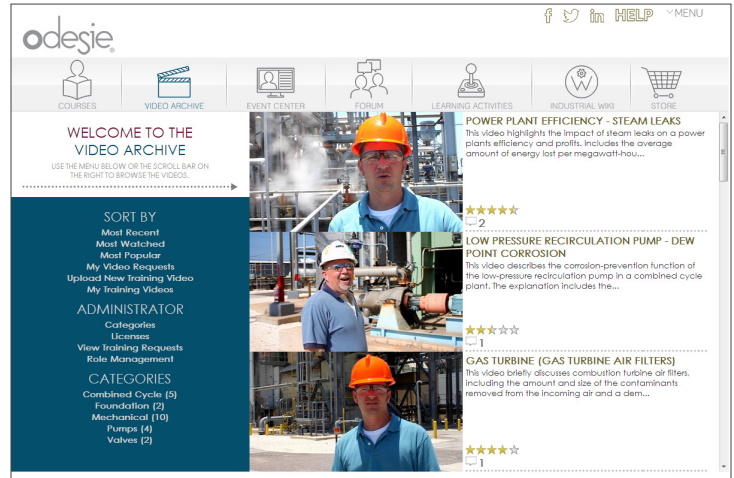 odesie
HELP
MENU
COURSES
VIDEO ARCHIVE
EVENT CENTER
FORUM
LEARNING ACTIVITIES
INDUSTRIAL WIKI
STORE
WELCOME TO THE
VIDEO ARCHIVE
USE THE MENU BELOW OR THE SCROLL BAR ON
THE RIGHT TO BROWSE THE VIDEOS.
SORT BY
Most Recent
Most Watched
Most Popular
My Video Requests
Upload New Training Video
My Training Videos
ADMINISTRATOR
Categories
Licenses
View Training Requests
Role Management
CATEGORIES
Combined Cycle (5)
Foundation (2)
Mechanical (10)
Pumps (4)
Valves (2)
POWER PLANT EFFICIENCY - STEAM LEAKS
This video highlights the impact of steam leaks on a power
plants efficiency and profits. Includes the average
amount of energy lost per megawatt-hou...
2
LOW PRESSURE RECIRCULATION PUMP - DEW
POINT CORROSION
This video describes the corrosion-prevention function of
the low-pressure recirculation pump in a combined cycle
plant. The explanation includes the...
1
GAS TURBINE (GAS TURBINE AIR FILTERS)
This video briefly discusses combustion turbine air filters,
including the amount and size of the contaminants
removed from the incoming air and a dem...
1